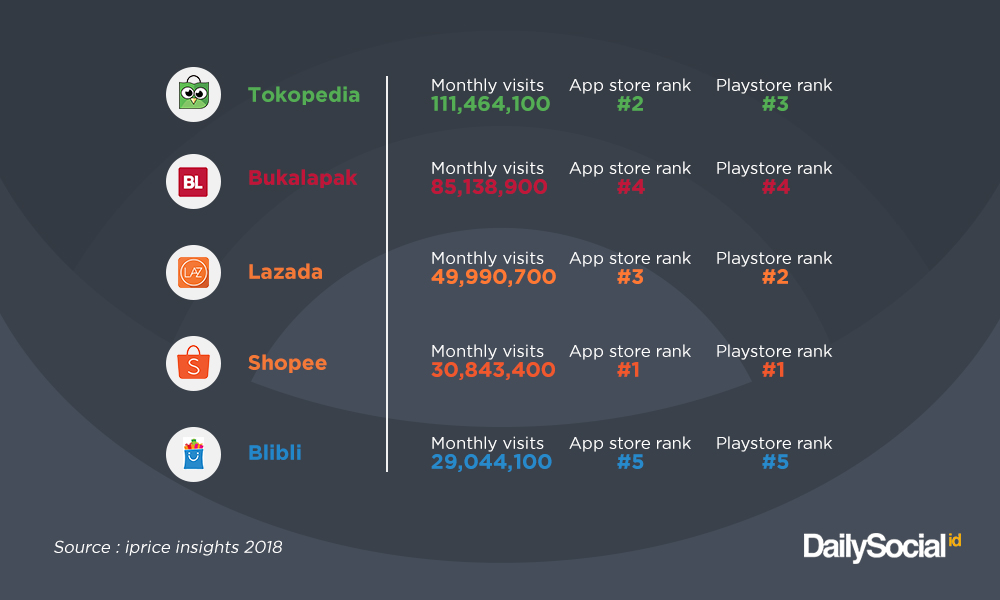 Tokopedia
Monthly visits App store rank Playstore rank
111,464,100 #2 #3
BL
Bukalapak
Monthly visits App store rank Playstore rank
85,138,900 #4 #4
LAZ
Lazada
Monthly visits App store rank Playstore rank
49,990,700 #3 #2
S
Shopee
Monthly visits App store rank Playstore rank
30,843,400 #1 #1
Blibli
Monthly visits App store rank Playstore rank
29,044,100 #5 #5
Source : iprice insights 2018
DailySocial id